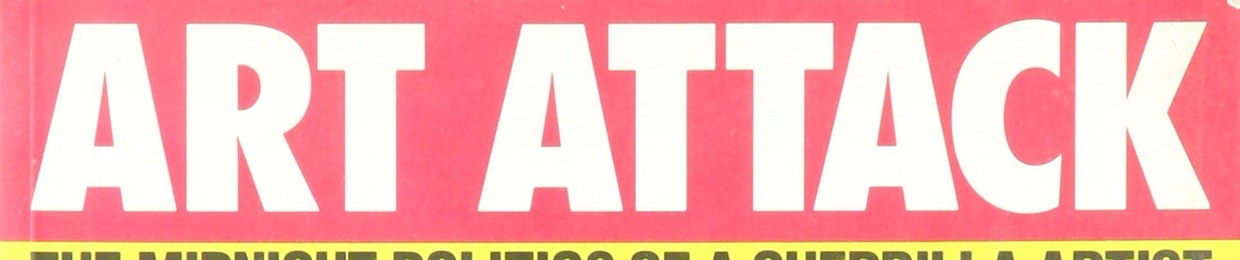 ART ATTACK
THE MIDNIGHT POLITICS OF A GUERRILLA ARTIST